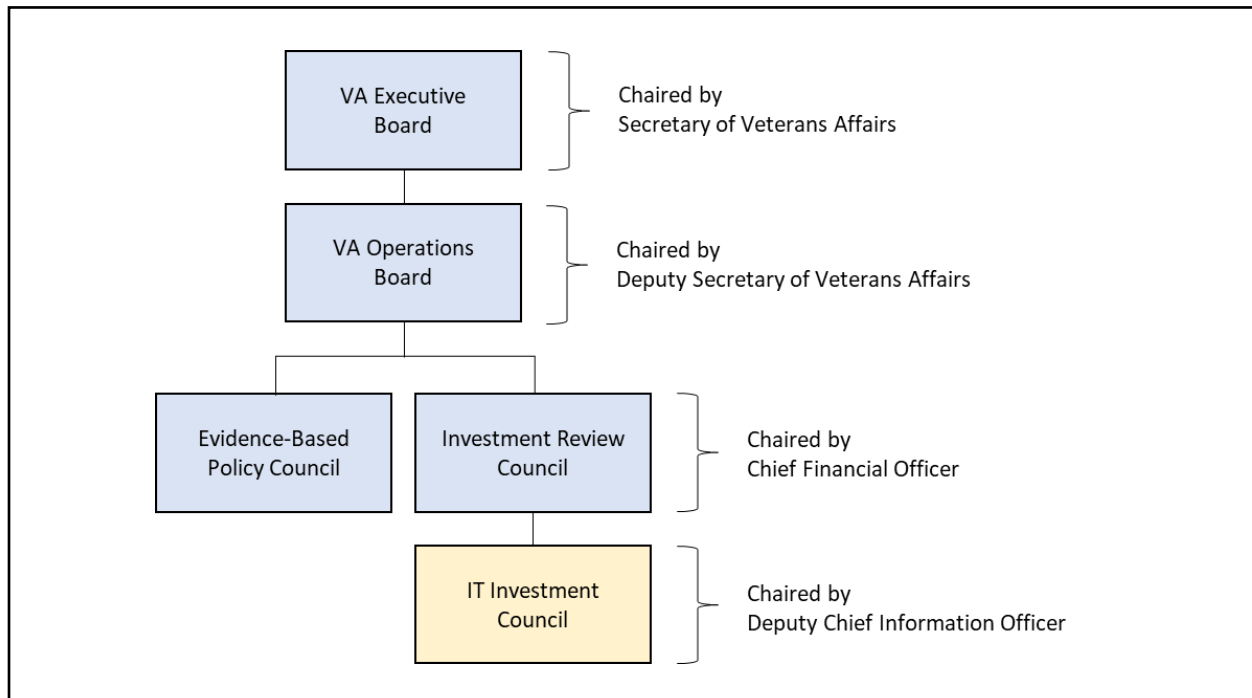 VA Executive
Board
Chaired by
Secretary of Veterans Affairs
VA Operations
Board
Chaired by
Deputy Secretary of Veterans Affairs
Evidence-Based
Policy Council
Investment Review
Council
Chaired by
Chief Financial Officer
IT Investment
Council
Chaired by
Deputy Chief Information Officer